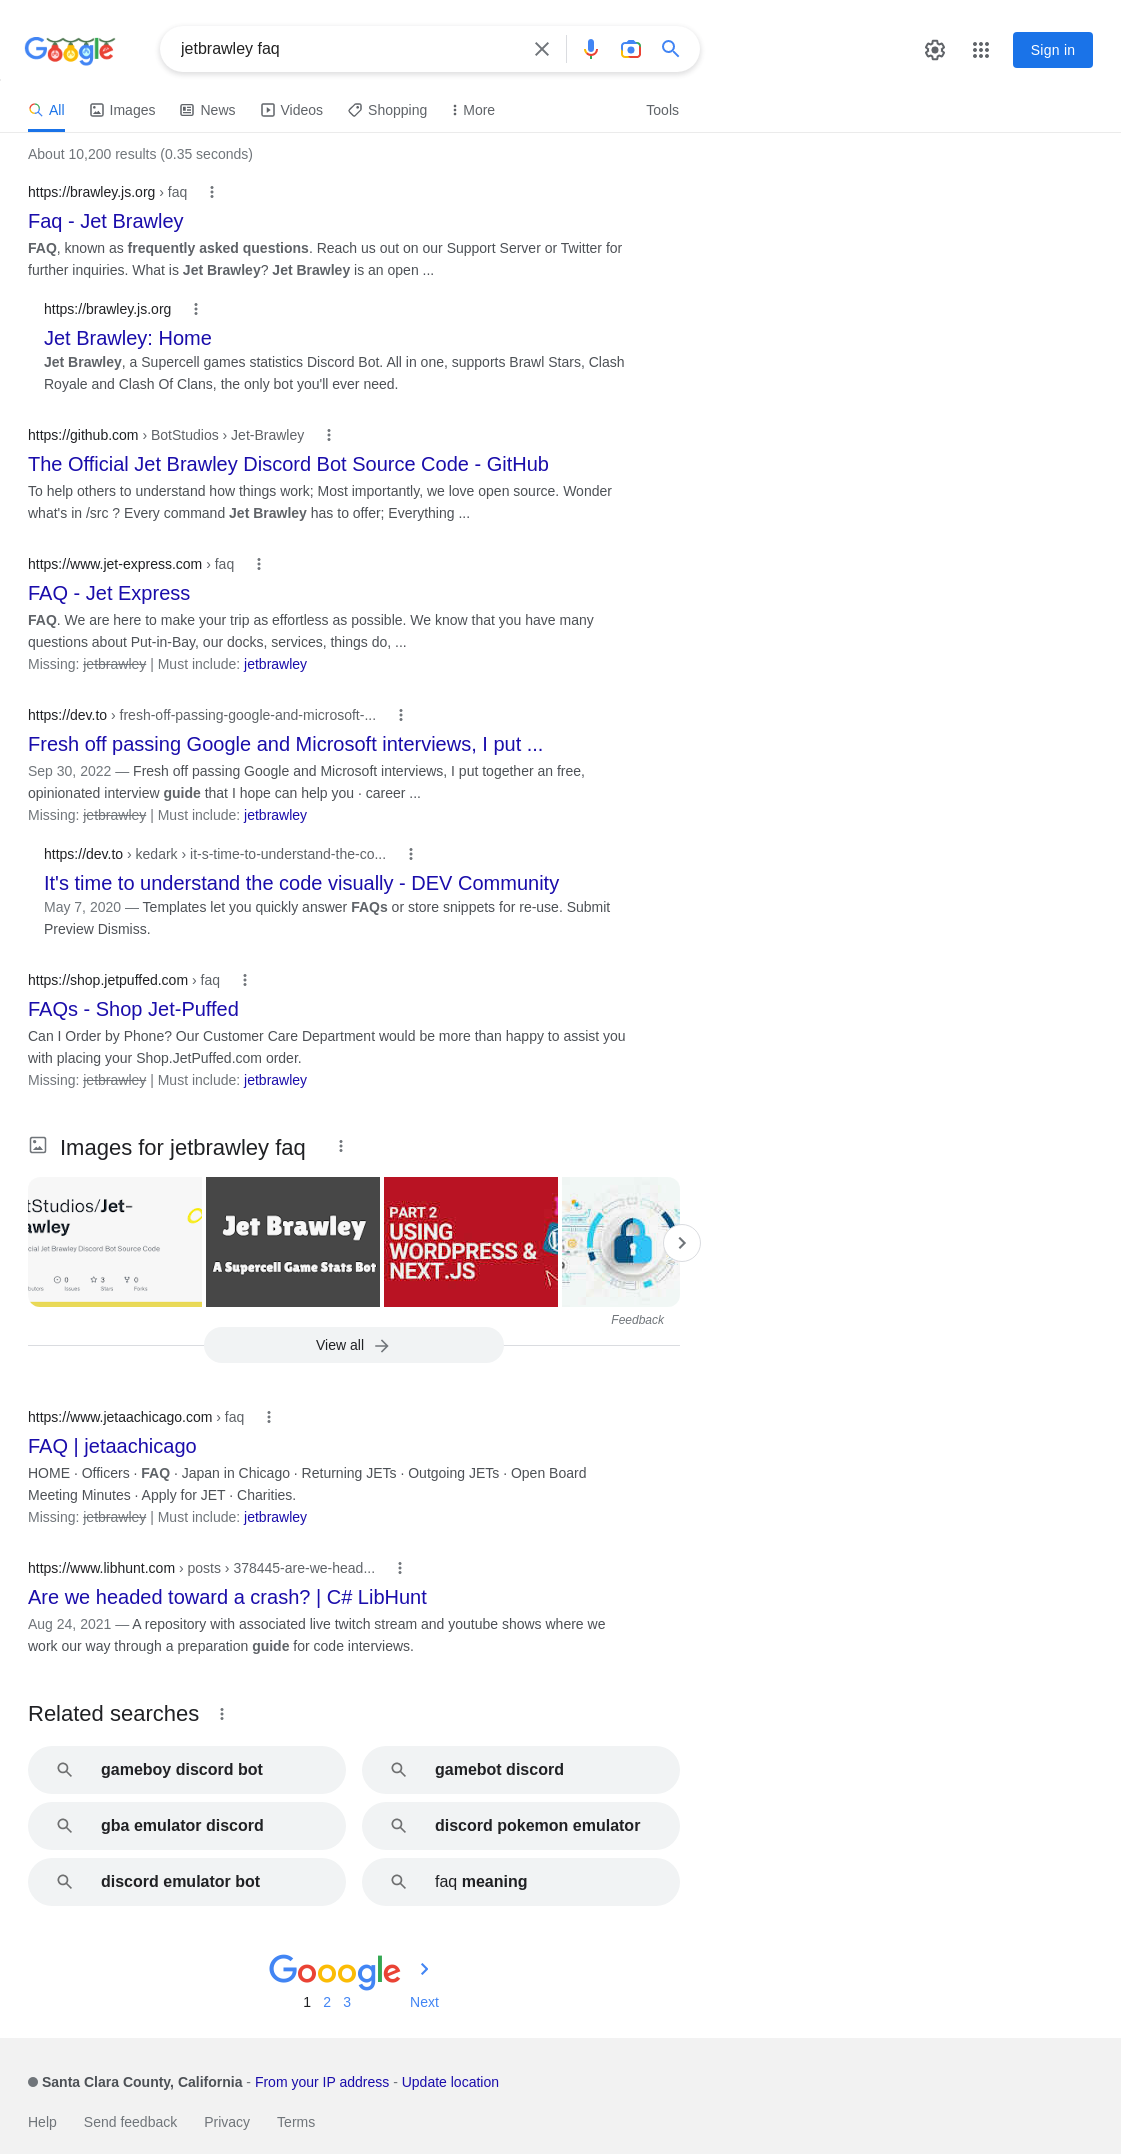 Google
jetbrawley faq
Sign in
All
Images
News
Videos
Shopping
More
Tools
About 10,200 results (0.35 seconds)
https://brawley.js.org › faq
Faq - Jet Brawley
FAQ, known as frequently asked questions. Reach us out on our Support Server or Twitter for
further inquiries. What is Jet Brawley? Jet Brawley is an open ...
https://brawley.js.org
Jet Brawley: Home
Jet Brawley, a Supercell games statistics Discord Bot. All in one, supports Brawl Stars, Clash
Royale and Clash Of Clans, the only bot you'll ever need.
https://github.com › BotStudios › Jet-Brawley
The Official Jet Brawley Discord Bot Source Code - GitHub
To help others to understand how things work; Most importantly, we love open source. Wonder
what's in /src ? Every command Jet Brawley has to offer; Everything ...
https://www.jet-express.com › faq
FAQ - Jet Express
FAQ. We are here to make your trip as effortless as possible. We know that you have many
questions about Put-in-Bay, our docks, services, things do, ...
Missing: jetbrawley | Must include: jetbrawley
https://dev.to › fresh-off-passing-google-and-microsoft-...
Fresh off passing Google and Microsoft interviews, I put ...
Sep 30, 2022 — Fresh off passing Google and Microsoft interviews, I put together an free,
opinionated interview guide that I hope can help you · career ...
Missing: jetbrawley | Must include: jetbrawley
https://dev.to › kedark › it-s-time-to-understand-the-co...
It's time to understand the code visually - DEV Community
May 7, 2020 — Templates let you quickly answer FAQs or store snippets for re-use. Submit
Preview Dismiss.
https://shop.jetpuffed.com › faq
FAQs - Shop Jet-Puffed
Can I Order by Phone? Our Customer Care Department would be more than happy to assist you
with placing your Shop.JetPuffed.com order.
Missing: jetbrawley | Must include: jetbrawley
Images for jetbrawley faq
tStudios/Jet-
awley
cial Jet Brawley Discord Bot Source Code
0
3
0
Issues
Stars
Forks
Jet Brawley
A Supercell Game Stats Bot
PART 2
USING
WORDPRESS &
NEXT.JS
Feedback
View all
https://www.jetaachicago.com › faq
FAQ | jetaachicago
HOME · Officers · FAQ · Japan in Chicago · Returning JETs · Outgoing JETs · Open Board
Meeting Minutes · Apply for JET · Charities.
Missing: jetbrawley | Must include: jetbrawley
https://www.libhunt.com › posts › 378445-are-we-head...
Are we headed toward a crash? | C# LibHunt
Aug 24, 2021 — A repository with associated live twitch stream and youtube shows where we
work our way through a preparation guide for code interviews.
Related searches
gameboy discord bot
gamebot discord
gba emulator discord
discord pokemon emulator
discord emulator bot
faq meaning
Gooogle
1 2 3 Next
Santa Clara County, California - From your IP address - Update location
Help
Send feedback
Privacy
Terms